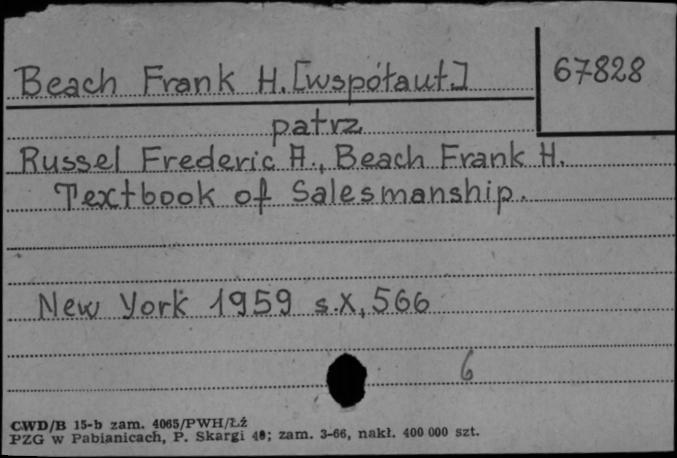 Beach Frank H. [współaut.]
67828
patrz
Russel Frederic A., Beach Frank H.
Textbook of Salesmanship.
New York 1959 s. X, 566
6
CWD/B 15-b zam. 4065/PWH/Łż
PZG w Pabianicach, P. Skargi 40; zam. 3-66, nakł. 400 000 szt.